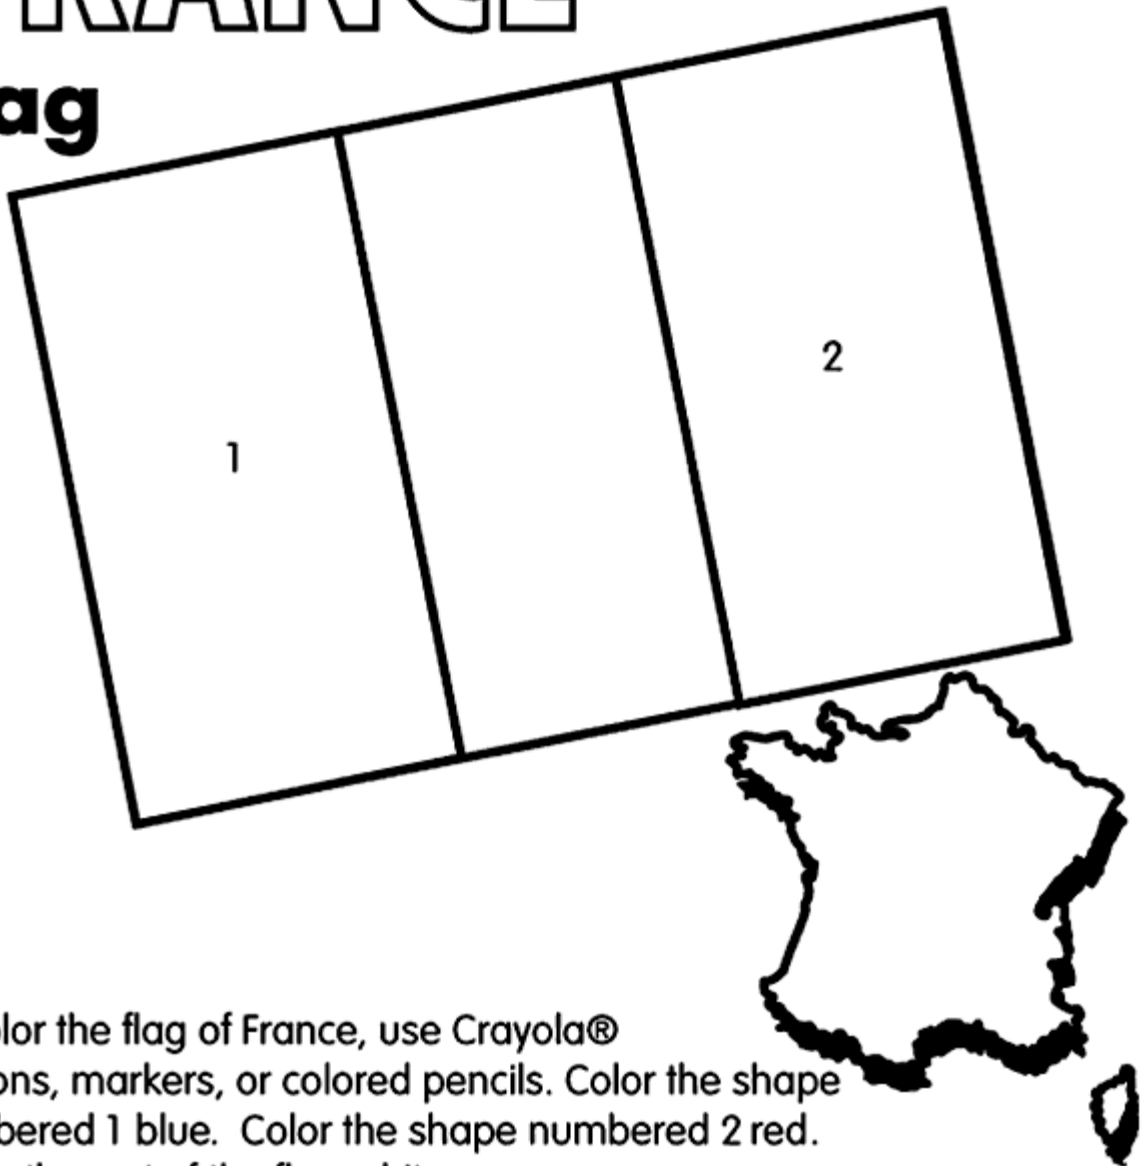 RANCE
ag
1
2
lor the flag of France, use Crayola®
ons, markers, or colored pencils. Color the shape
bered 1 blue. Color the shape numbered 2 red.